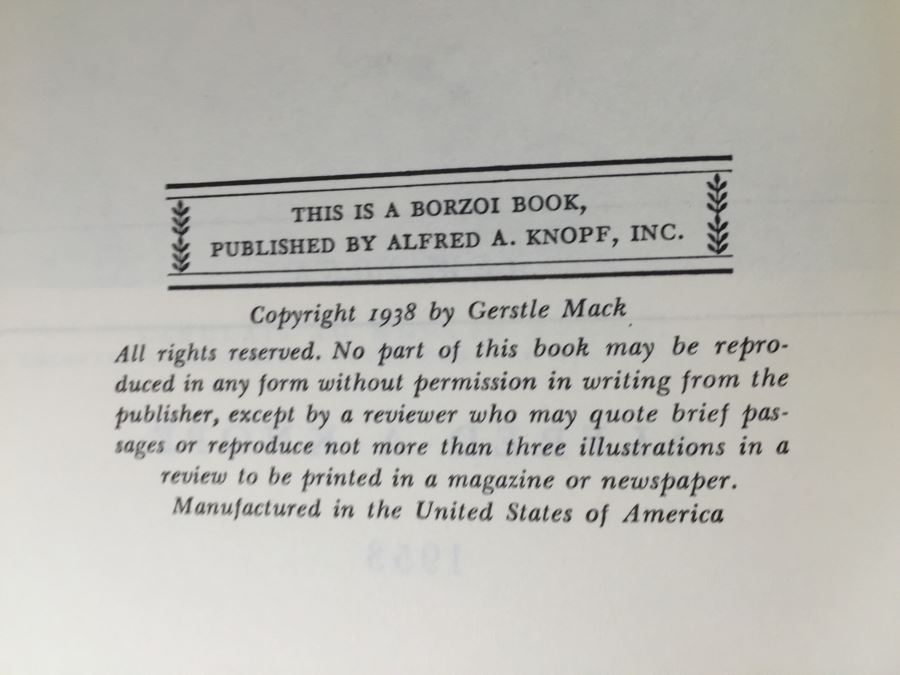 THIS IS A BORZOI BOOK,
PUBLISHED BY ALFRED A. KNOPF, INC.
Copyright 1938 by Gerstle Mack
All rights reserved. No part of this book may be repro-
duced in any form without permission in writing from the
publisher, except by a reviewer who may quote brief pas-
sages or reproduce not more than three illustrations in a
review to be printed in a magazine or newspaper.
Manufactured in the United States of America